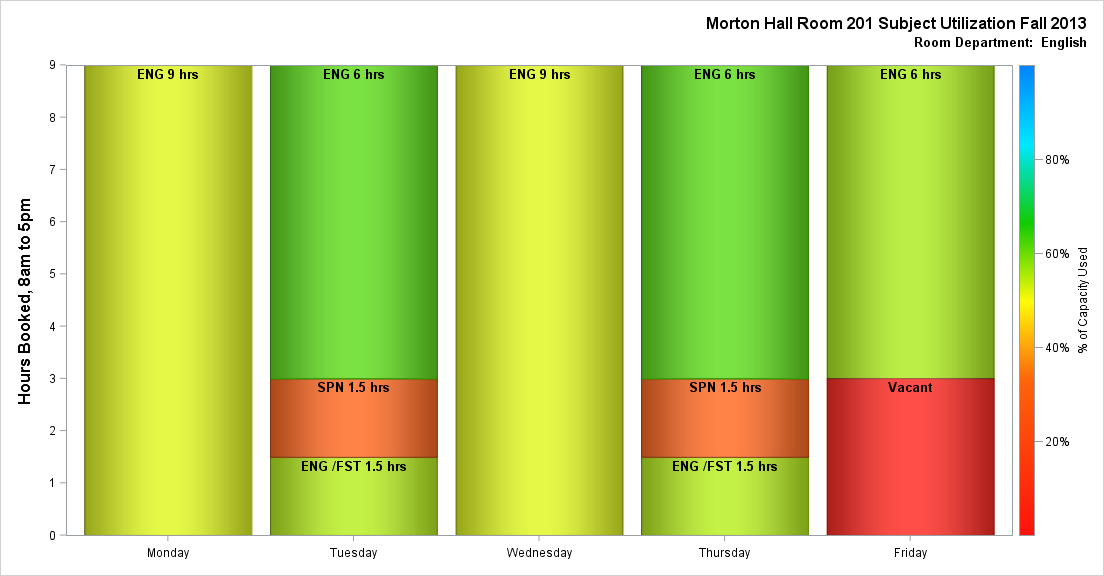 Morton Hall Room 201 Subject Utilization Fall 2013
Room Department:  English
Hours Booked, 8am to 5pm
9
8
7
6
5
4
3
2
1
0
ENG 9 hrs
ENG 6 hrs
SPN 1.5 hrs
ENG /FST 1.5 hrs
ENG 9 hrs
ENG 6 hrs
SPN 1.5 hrs
ENG /FST 1.5 hrs
ENG 6 hrs
Vacant
Monday
Tuesday
Wednesday
Thursday
Friday
80%
60%
40%
20%
% of Capacity Used